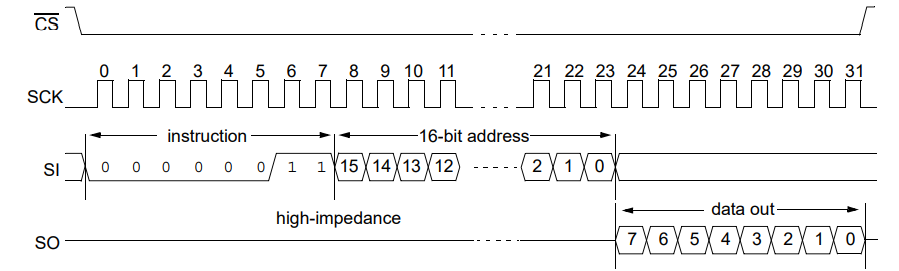 CS
0 1 2 3 4 5 6 7 8 9 10 11 21 22 23 24 25 26 27 28 29 30 31
SCK
instruction 16-bit address
SI 0 0 0 0 0 0 1 1 15 14 13 12 2 1 0
high-impedance data out
SO 7 6 5 4 3 2 1 0